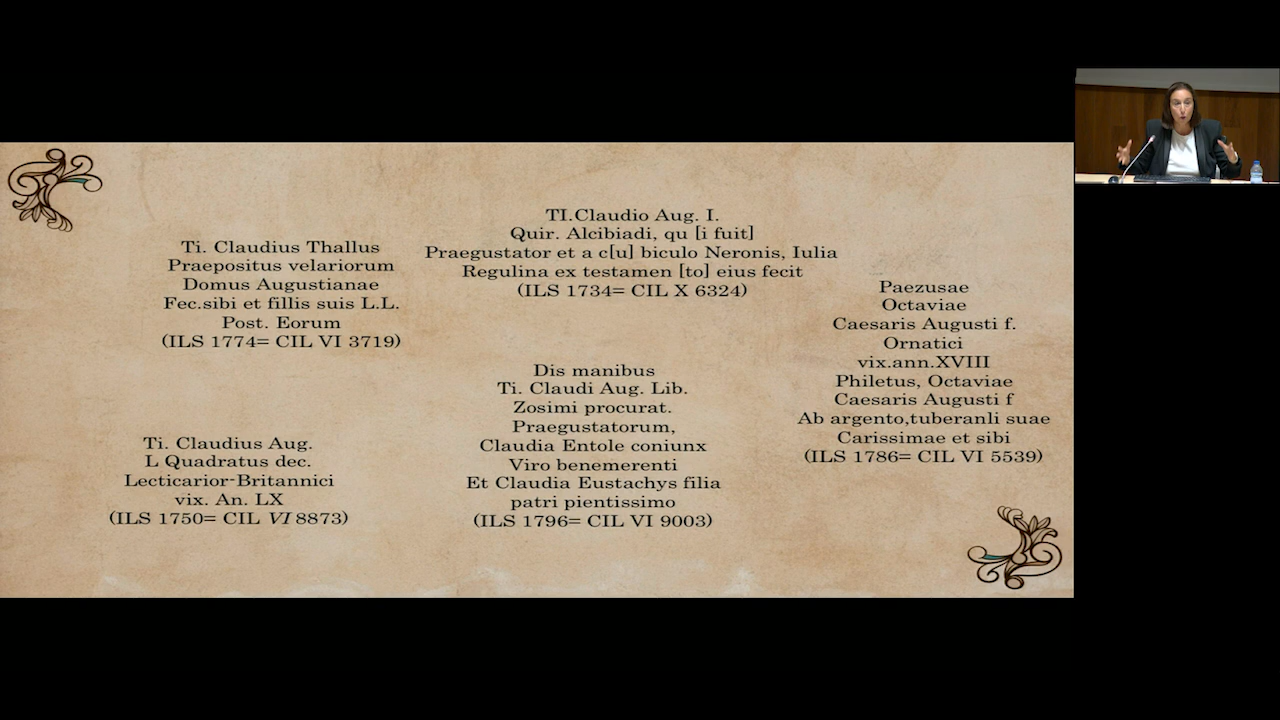 Ti. Claudius Thallus
Praepositus velariorum
Domus Augustianae
Fec.sibi et fillis suis L.L.
Post. Eorum
(ILS 1774= CIL VI 3719)
Ti. Claudius Aug.
L Quadratus dec.
Lecticarior-Britannici
vix. An. LX
(ILS 1750= CIL VI 8873)
TI.Claudio Aug. I.
Quir. Alcibiadi, qu [i fuit]
Praegustator et a c[u] biculo Neronis, Iulia
Regulina ex testamen [to] eius fecit
(ILS 1734= CIL X 6324)
Dis manibus
Ti. Claudi Aug. Lib.
Zosimi procurat.
Praegustatorum,
Claudia Entole coniunx
Viro benemerenti
Et Claudia Eustachys filia
patri pientissimo
(ILS 1796= CIL VI 9003)
Paezusae
Octaviae
Caesaris Augusti f.
Ornatici
vix.ann.XVIII
Philetus, Octaviae
Caesaris Augusti f
Ab argento,tuberanli suae
Carissimae et sibi
(ILS 1786= CIL VI 5539)